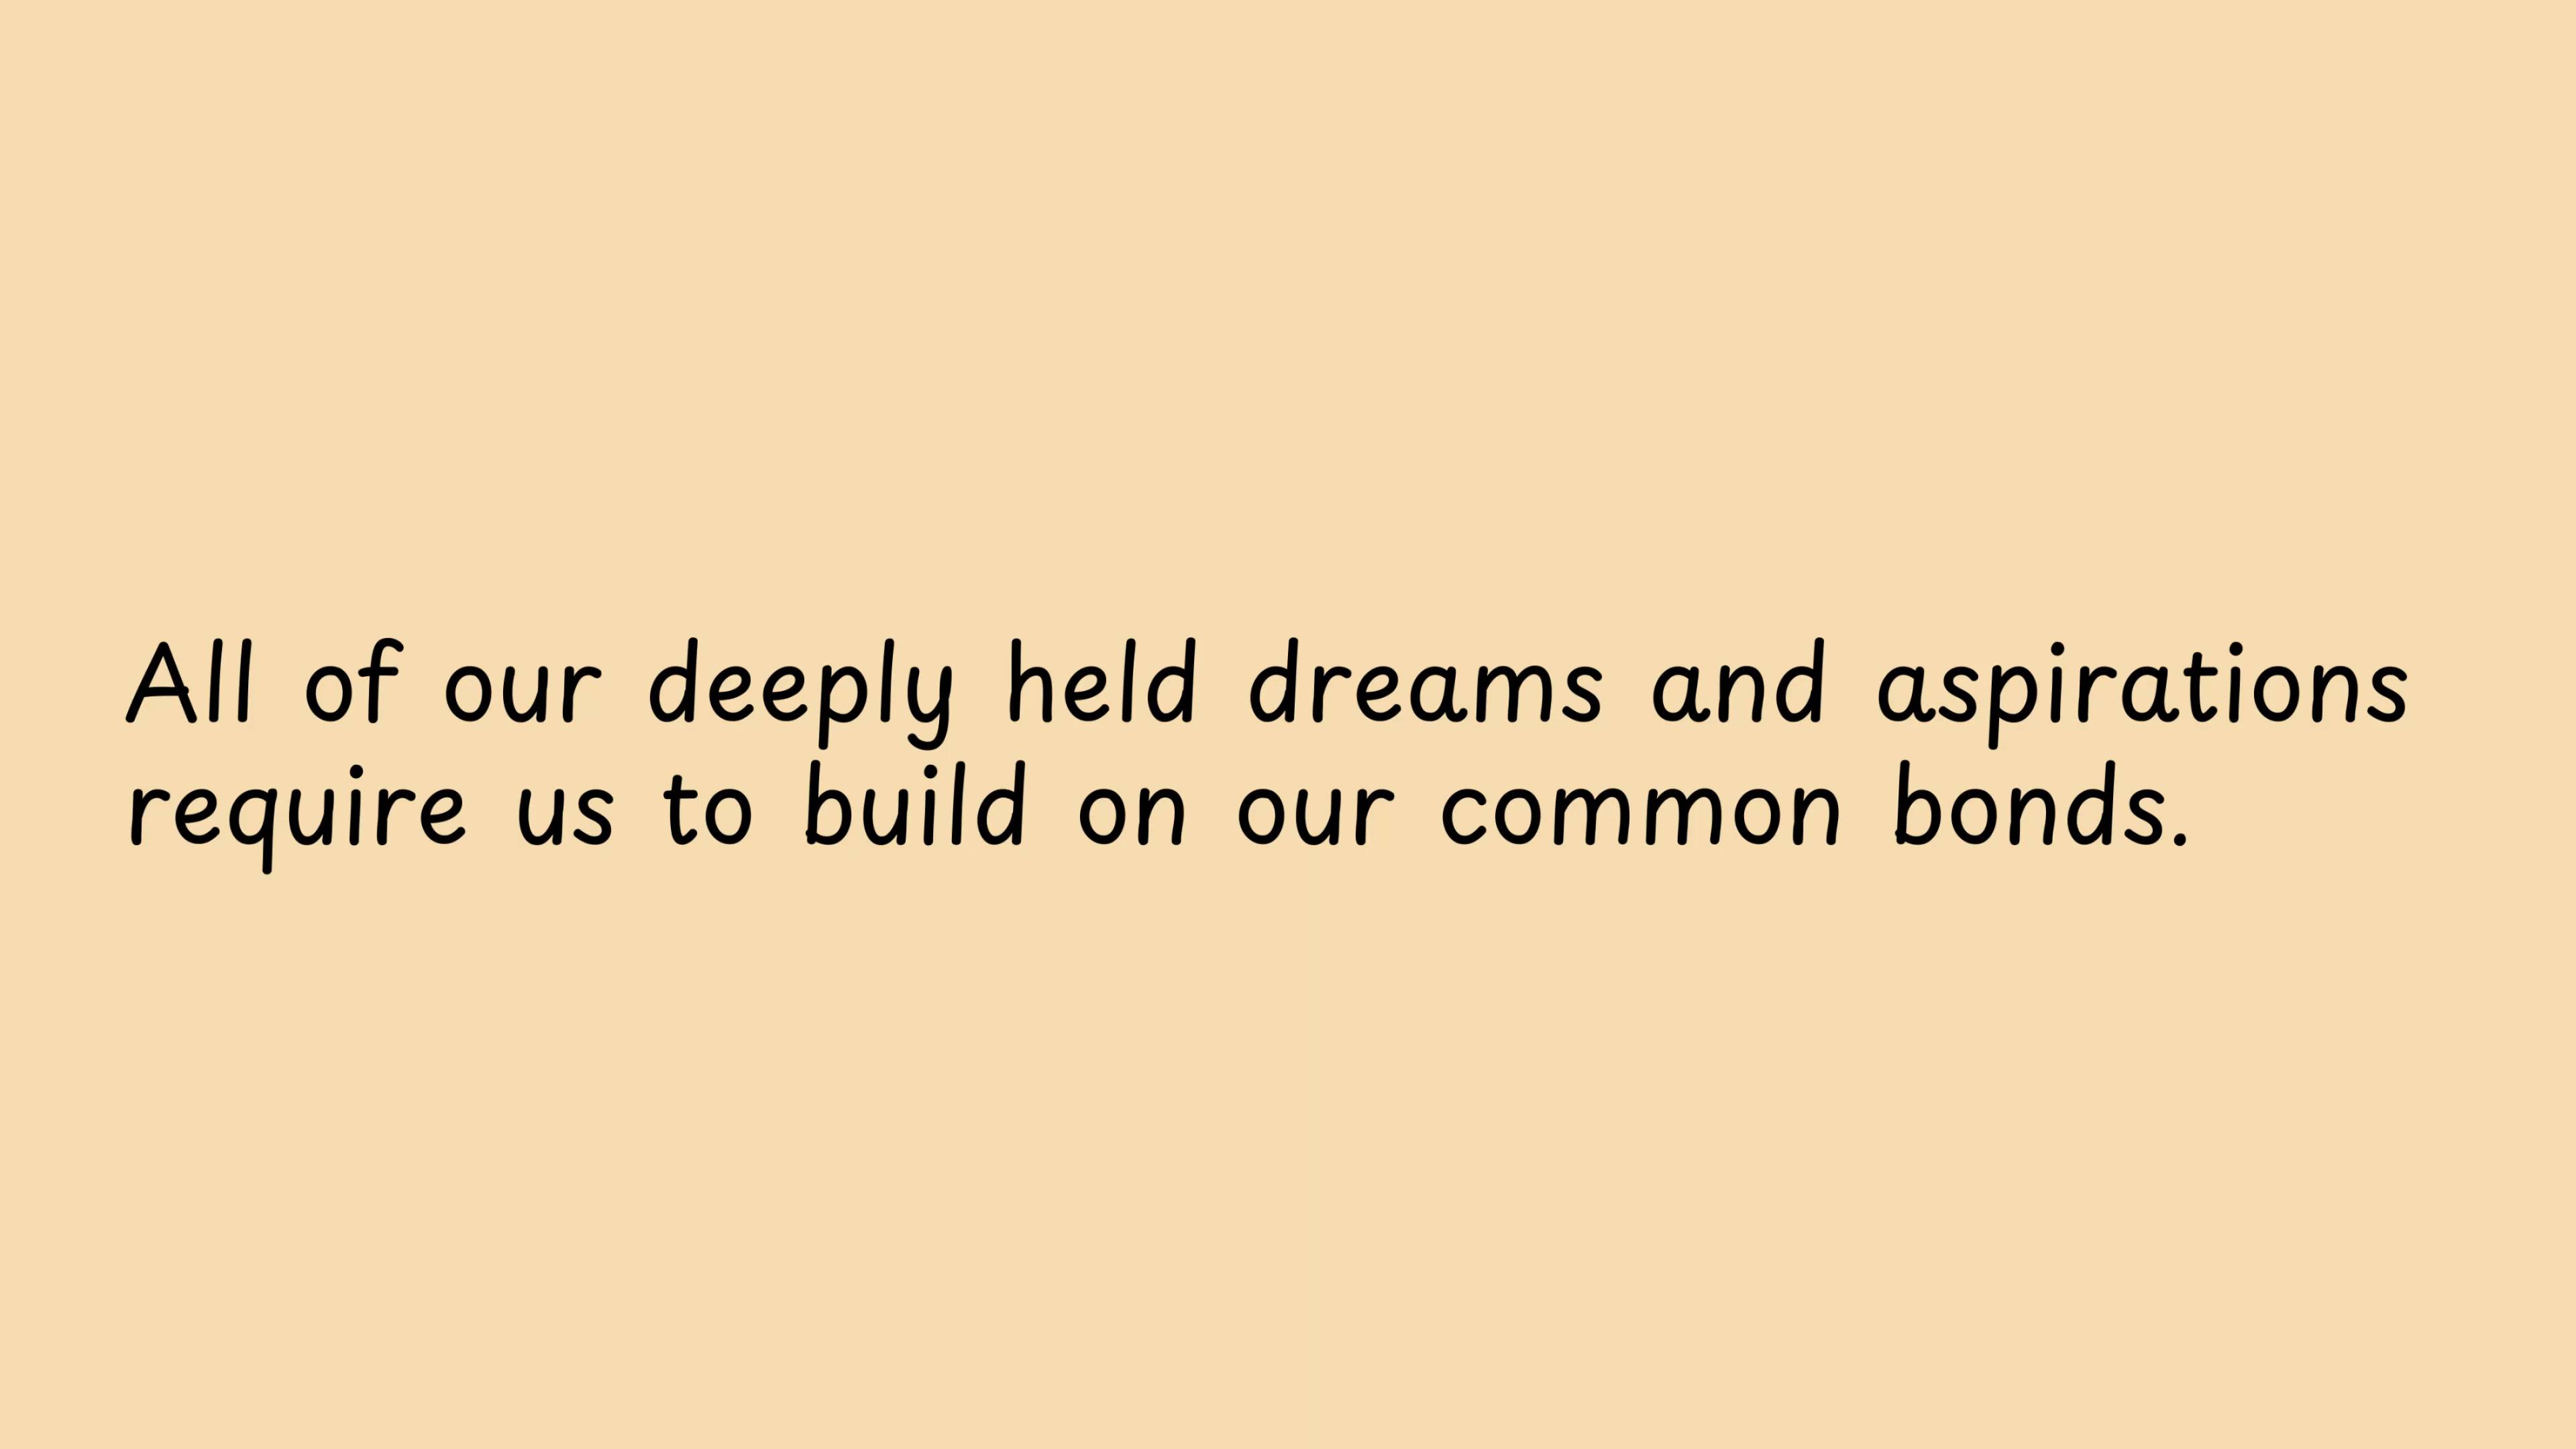 All of our deeply held dreams and aspirations
require us to build on our common bonds.